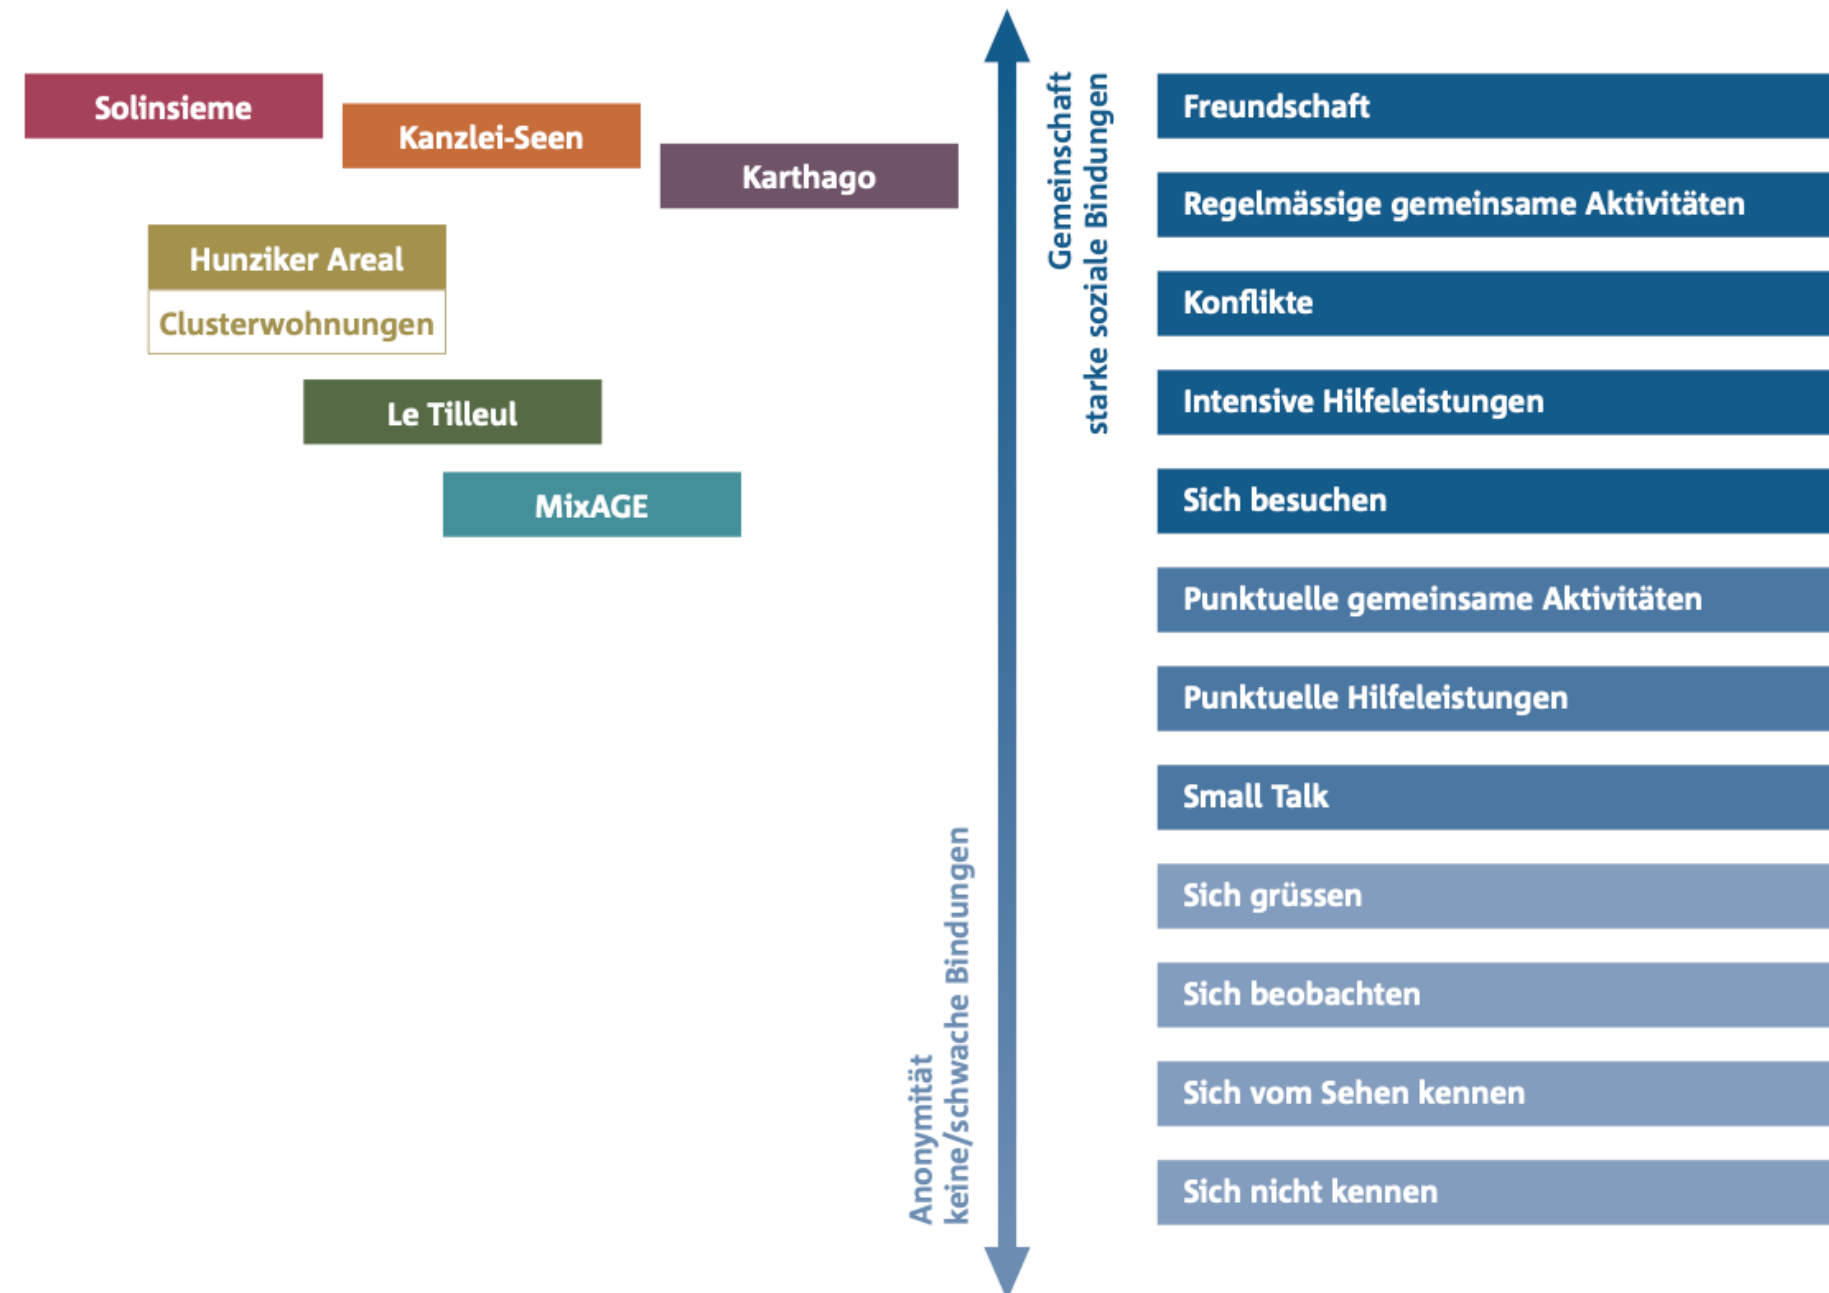 Solinsieme
Kanzlei-Seen
Karthago
Hunziker Areal
Clusterwohnungen
Le Tilleul
MixAGE
Gemeinschaft
starke soziale Bindungen
Anonymität
keine/schwache Bindungen
Freundschaft
Regelmässige gemeinsame Aktivitäten
Konflikte
Intensive Hilfeleistungen
Sich besuchen
Punktuelle gemeinsame Aktivitäten
Punktuelle Hilfeleistungen
Small Talk
Sich grüssen
Sich beobachten
Sich vom Sehen kennen
Sich nicht kennen